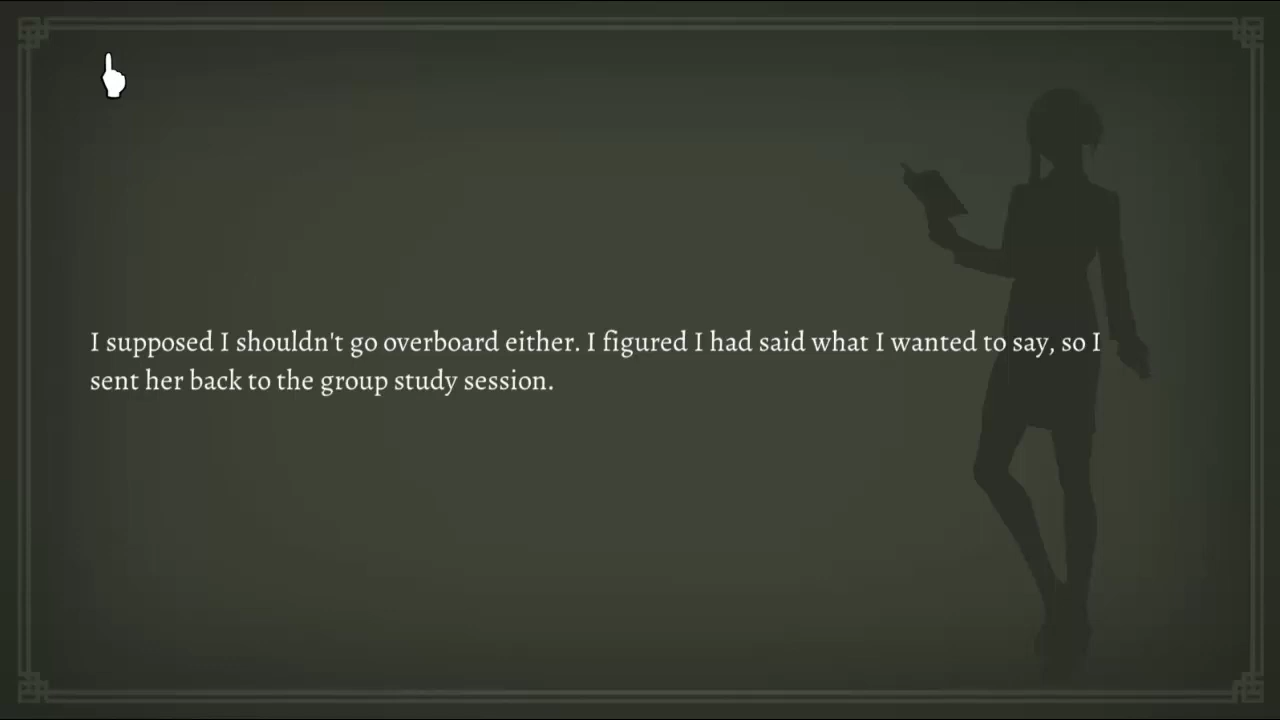 I supposed I shouldn't go overboard either. I figured I had said what I wanted to say, so I
sent her back to the group study session.